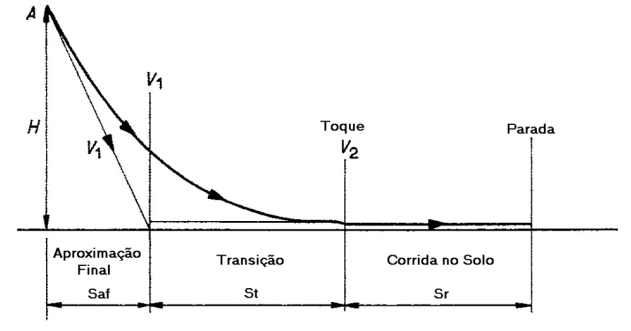 A
V1
H
V1
Toque
V2
Parada
Aproximação
Final
Transição
Corrida no Solo
Saf
St
Sr